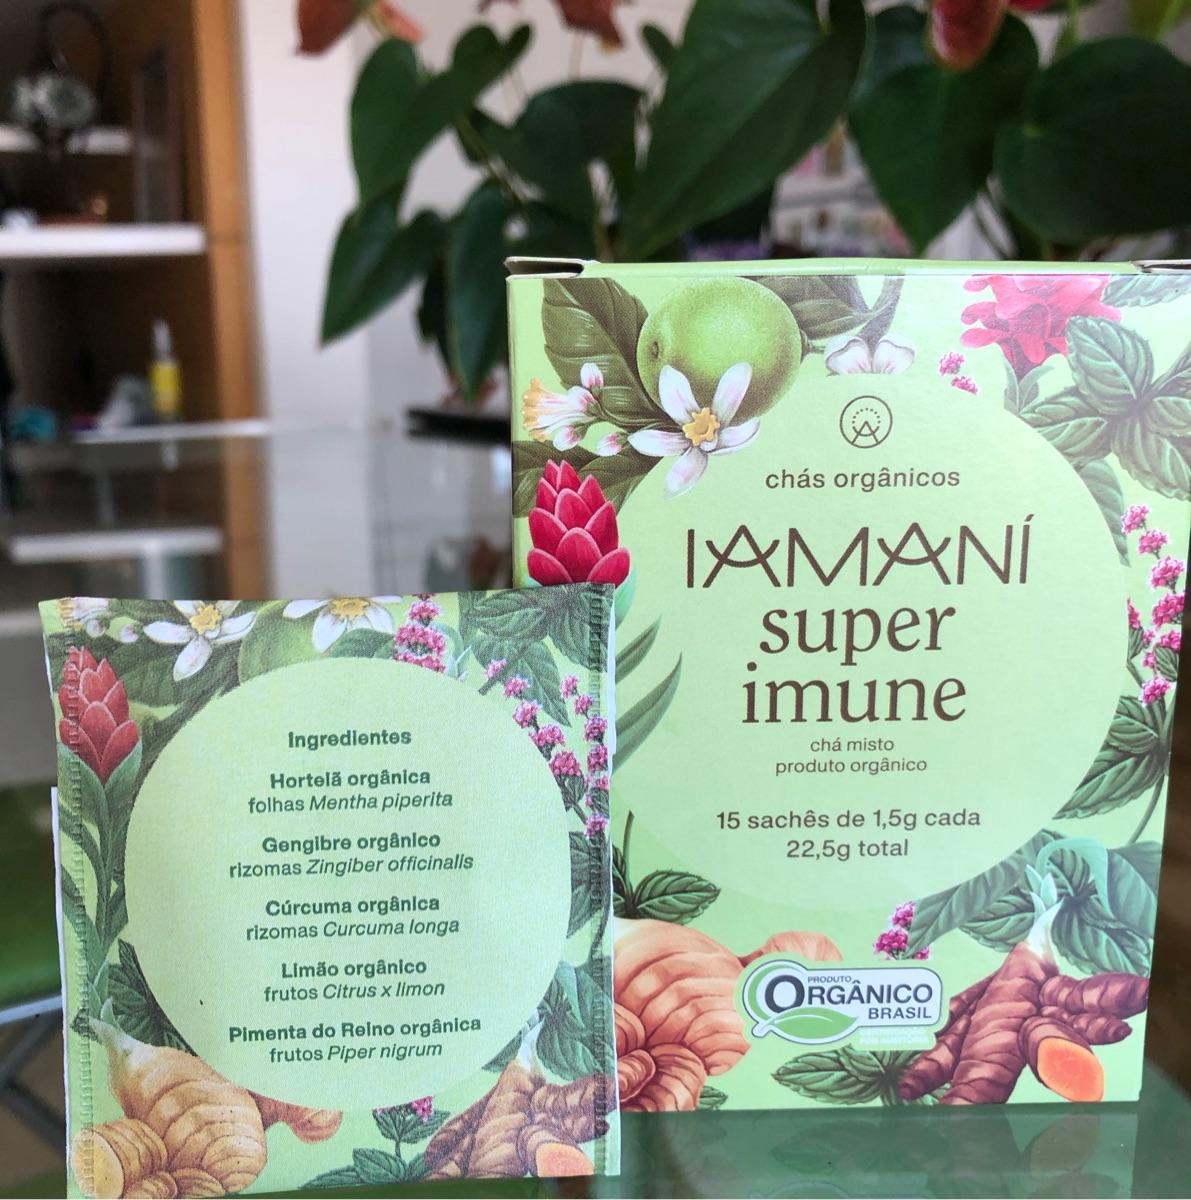 chás orgânicos
IAMANÍ
super
imune
chá misto
produto orgânico
15 sachês de 1,5g cada
22,5g total
PRODUTO
ORGÂNICO
BRASIL
Ingredientes
Hortelã orgânica
folhas Mentha piperita
Gengibre orgânico
rizomas Zingiber officinalls
Cúrcuma orgânica
rizomas Curcuma longa
Limão orgânico
frutos Citrus x limon
Pimenta do Reino orgânica
frutos Piper nigrum